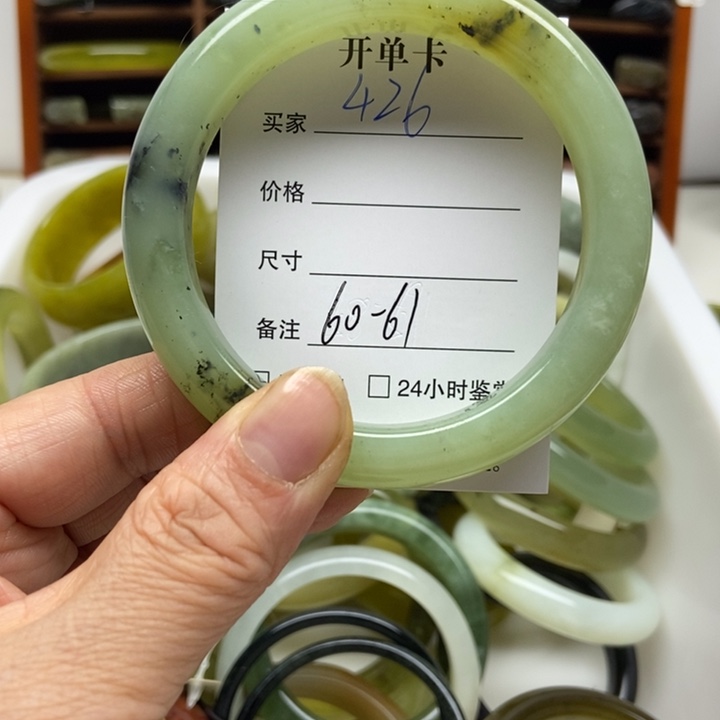 开单卡
买家 426
价格
尺寸
备注 60-61
24小时鉴赏